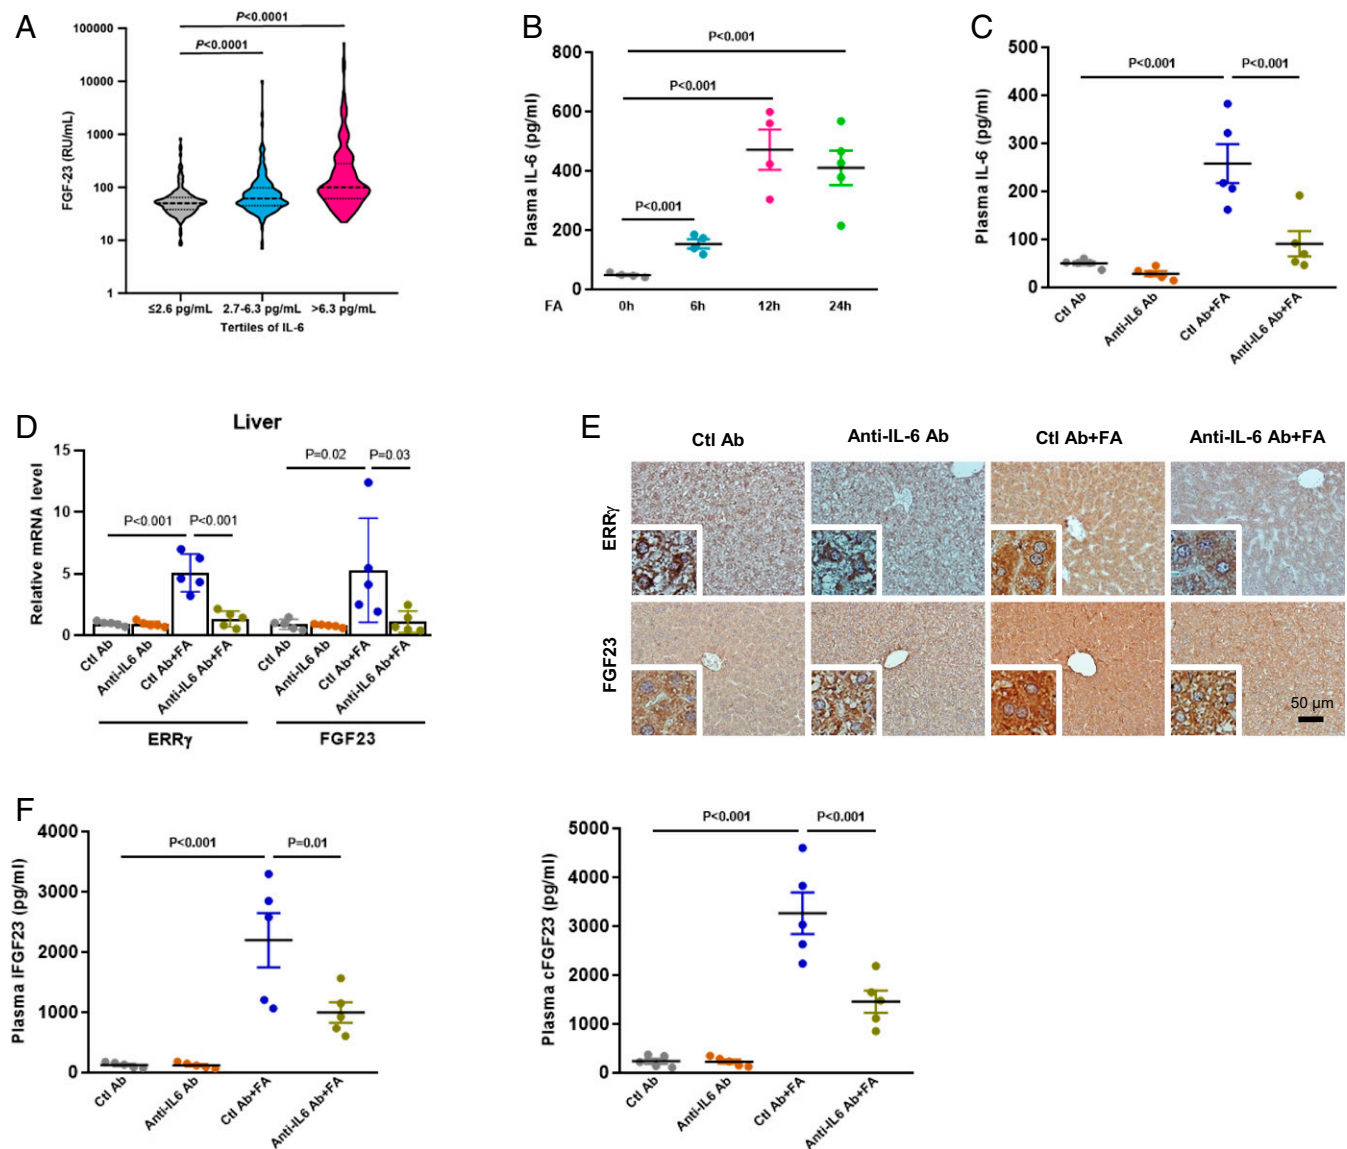 A
P<0.0001
P<0.0001
FGF-23 (RU/mL)
100000
10000
1000
100
10
1
≤2.6 pg/mL 2.7-6.3 pg/mL >6.3 pg/mL
Tertiles of IL-6
B
P<0.001
P<0.001
P<0.001
Plasma IL-6 (pg/ml)
800
600
400
200
0
FA 0h 6h 12h 24h
C
P<0.001 P<0.001
Plasma IL-6 (pg/ml)
500
400
300
200
100
0
Ctl Ab
Anti-IL6 Ab
Ctl Ab+FA
Anti-IL6 Ab+FA
D
Liver
P=0.02 P=0.03
P<0.001 P<0.001
Relative mRNA level
15
10
5
0
Ctl Ab
Anti-IL6 Ab
Ctl Ab+FA
Anti-IL6 Ab+FA
Ctl Ab
Anti-IL6 Ab
Ctl Ab+FA
Anti-IL6 Ab+FA
ERRγ FGF23
E
Ctl Ab Anti-IL-6 Ab Ctl Ab+FA Anti-IL-6 Ab+FA
ERRγ
FGF23
50 µm
F
P<0.001 P=0.01
Plasma iFGF23 (pg/ml)
4000
3000
2000
1000
0
Ctl Ab
Anti-IL6 Ab
Ctl Ab+FA
Anti-IL6 Ab+FA
P<0.001 P<0.001
Plasma cFGF23 (pg/ml)
5000
4000
3000
2000
1000
0
Ctl Ab
Anti-IL6 Ab
Ctl Ab+FA
Anti-IL6 Ab+FA